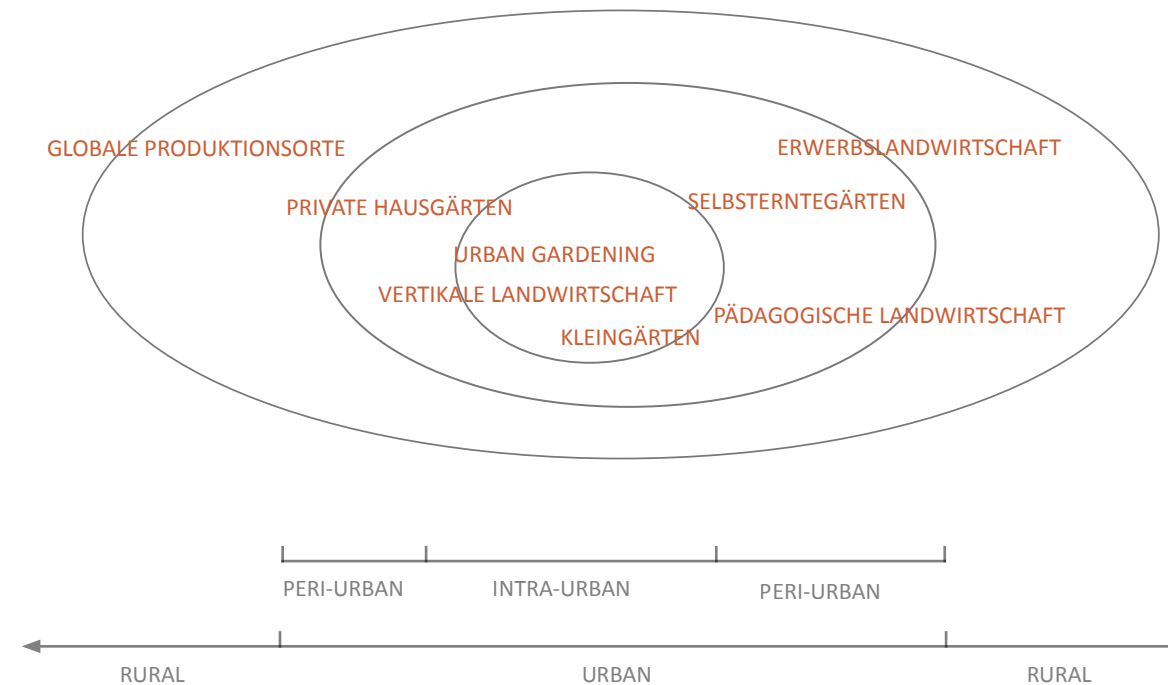 GLOBALE PRODUKTIONSORTE
ERWERBSLANDWIRTSCHAFT
PRIVATE HAUSGÄRTEN
SELBSTERNTEGÄRTEN
URBAN GARDENING
VERTIKALE LANDWIRTSCHAFT
PÄDAGOGISCHE LANDWIRTSCHAFT
KLEINGÄRTEN
PERI-URBAN
INTRA-URBAN
PERI-URBAN
RURAL
URBAN
RURAL